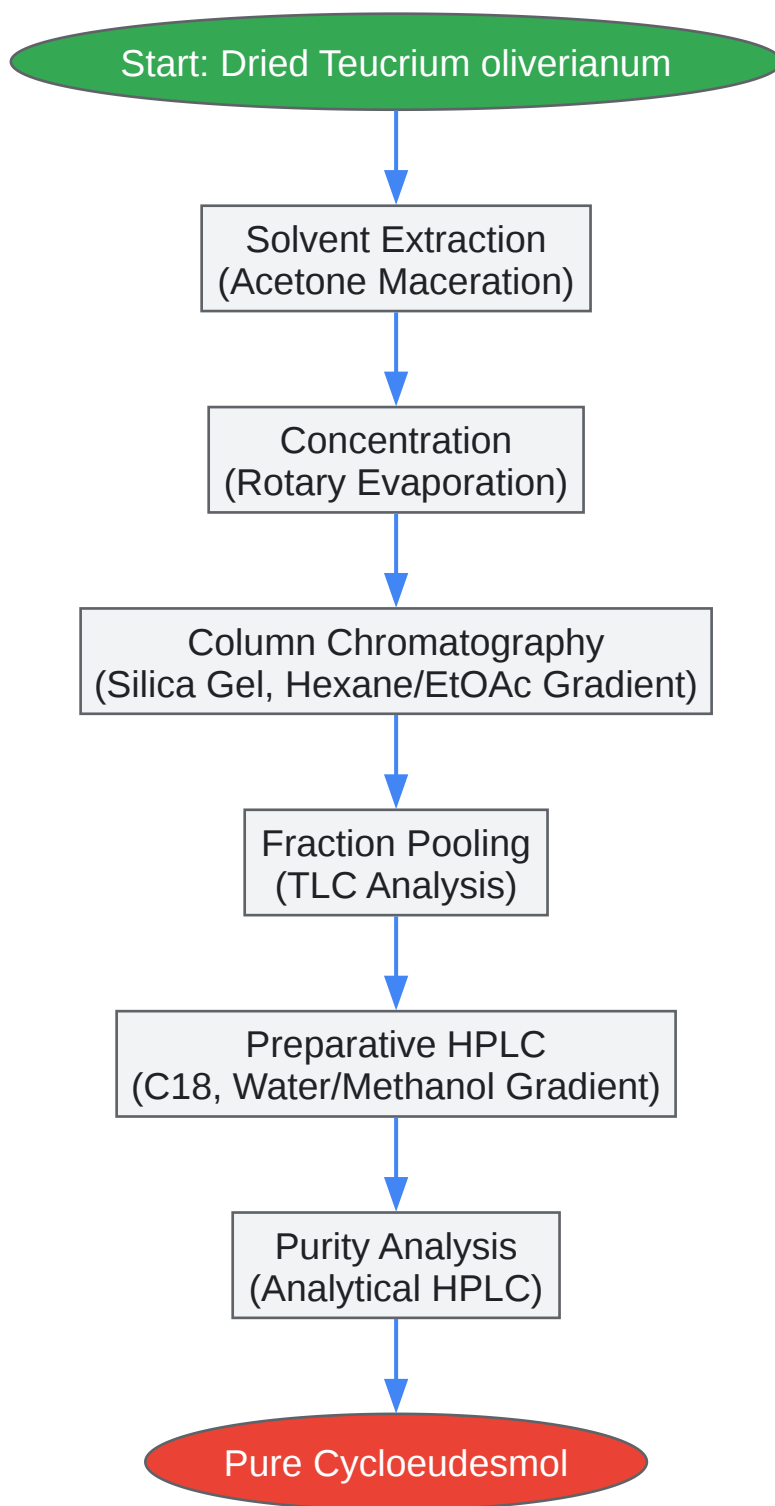 Start: Dried Teucrium oliverianum
Solvent Extraction
(Acetone Maceration)
Concentration
(Rotary Evaporation)
Column Chromatography
(Silica Gel, Hexane/EtOAc Gradient)
Fraction Pooling
(TLC Analysis)
Preparative HPLC
(C18, Water/Methanol Gradient)
Purity Analysis
(Analytical HPLC)
Pure Cycloeudesmol